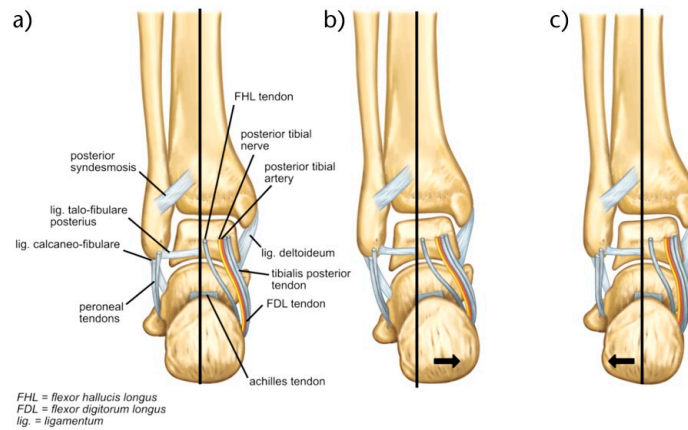 a)
b)
c)
FHL tendon
posterior tibial
nerve
posterior tibial
artery
posterior
syndesmosis
lig. talo-fibulare
posterius
lig. calcaneo-fibulare
lig. deltoideum
tibialis posterior
tendon
peroneal
tendons
FDL tendon
achilles tendon
FHL = flexor hallucis longus
FDL = flexor digitorum longus
lig. = ligamentum